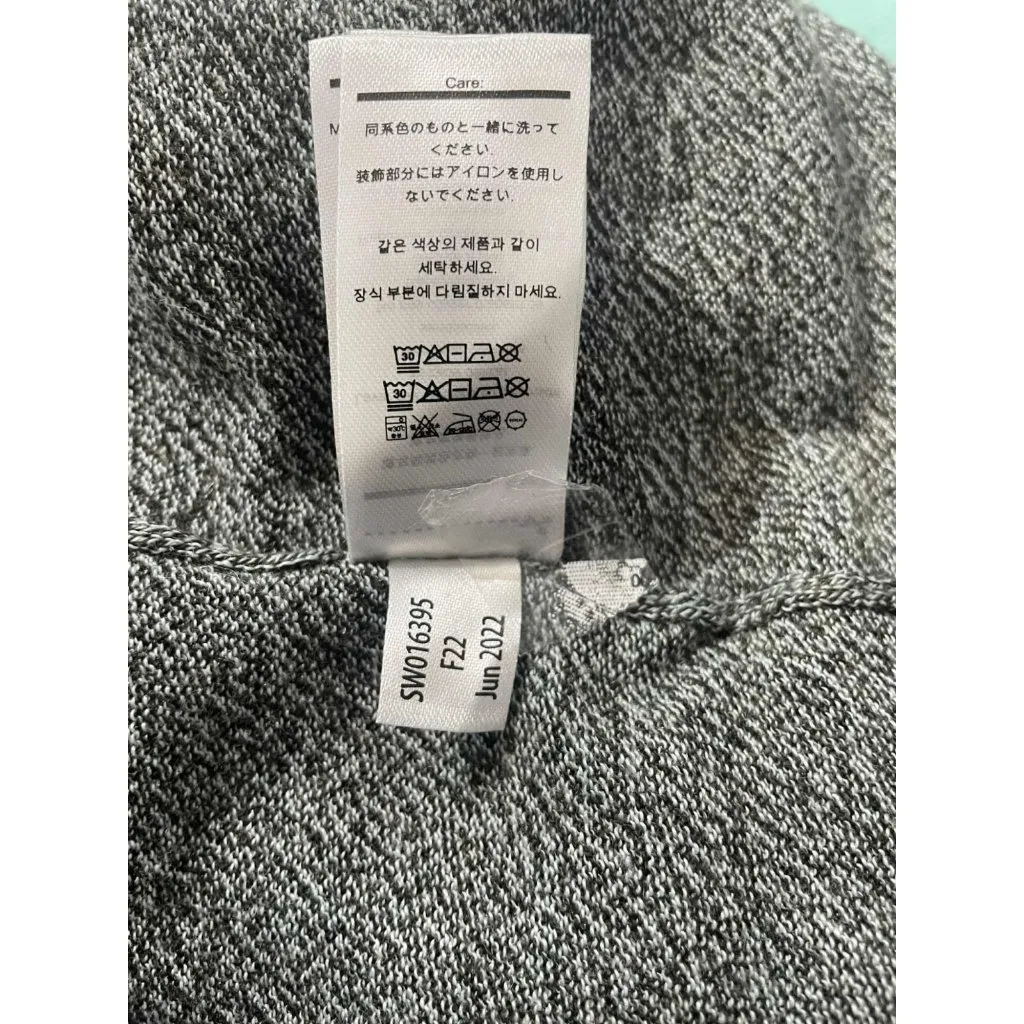 Care:
M
同系色のものと一緒に洗って
ください.
装飾部分にはアイロンを使用し
ないでください.
같은 색상의 제품과 같이
세탁하세요.
장식 부분에 다림질하지 마세요.
30
30
SW016395
F22
Jun 2022